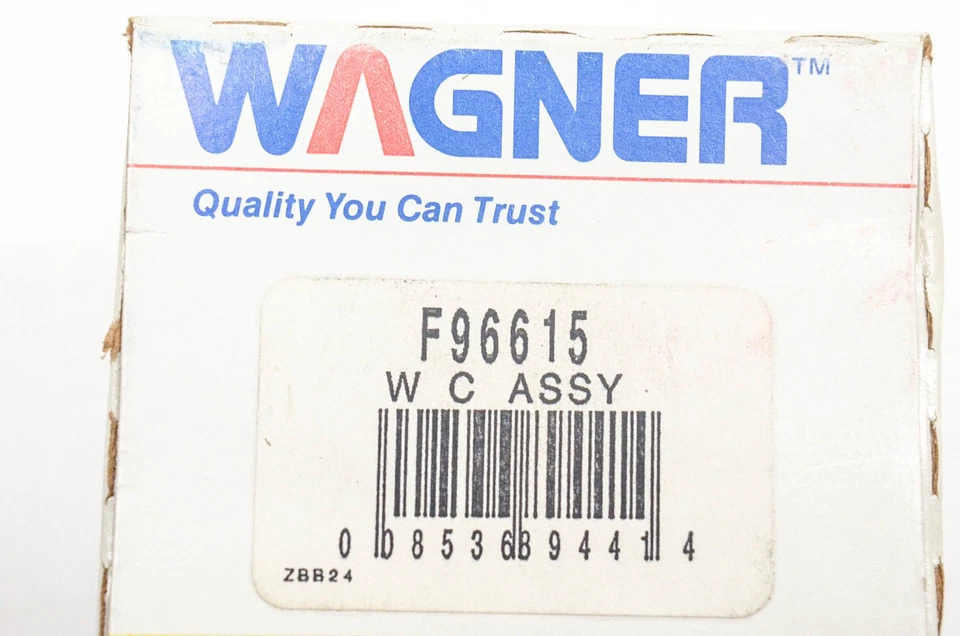 WAGNER™
Quality You Can Trust
F96615
W C ASSY
0 08536 89441 4
ZBB24